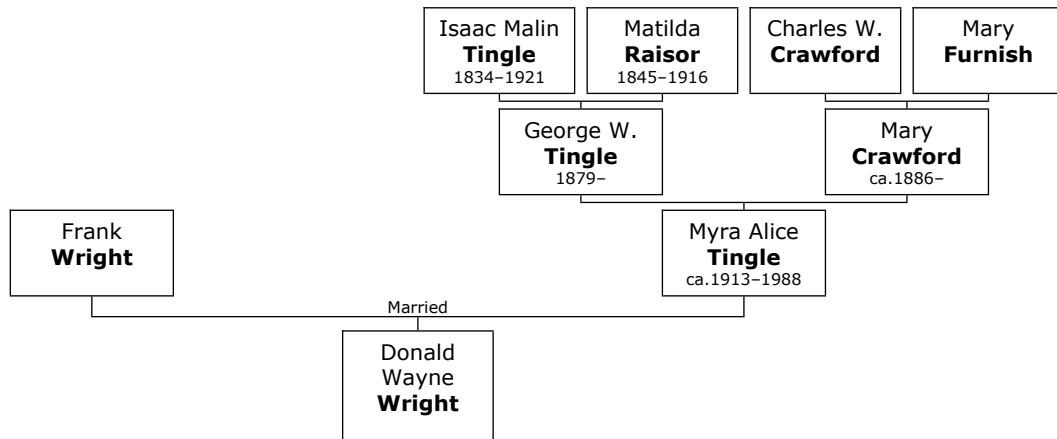 Isaac Malin
Tingle
1834–1921
Matilda
Raisor
1845–1916
Charles W.
Crawford
Mary
Furnish
George W.
Tingle
1879–
Mary
Crawford
ca.1886–
Frank
Wright
Myra Alice
Tingle
ca.1913–1988
Married
Donald
Wayne
Wright